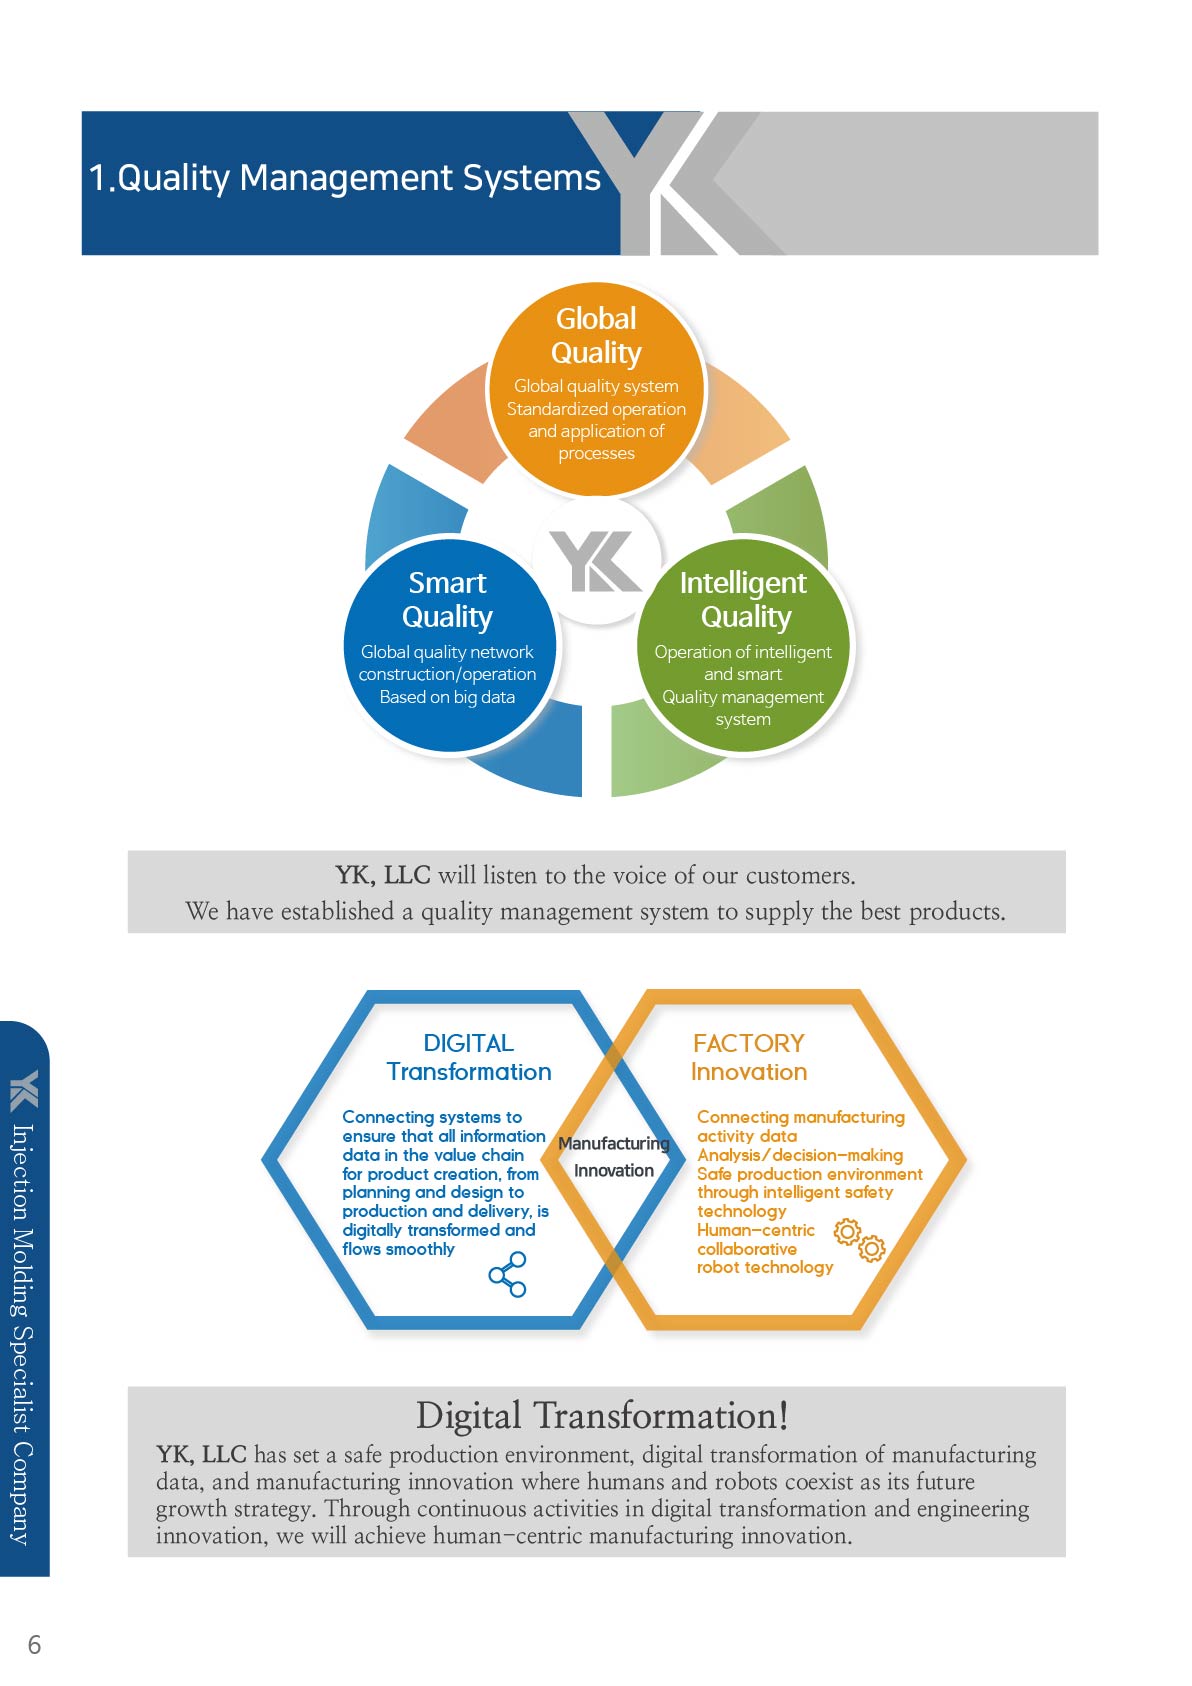 1.Quality Management Systems
YK
Global
Quality
Global quality system
Standardized operation
and application of
processes
YK
Smart
Quality
Global quality network
construction/operation
Based on big data
Intelligent
Quality
Operation of intelligent
and smart
Quality management
system
YK, LLC will listen to the voice of our customers.
We have established a quality management system to supply the best products.
DIGITAL
Transformation
Connecting systems to
ensure that all information
data in the value chain
for product creation, from
planning and design to
production and delivery, is
digitally transformed and
flows smoothly
Manufacturing
Innovation
FACTORY
Innovation
Connecting manufacturing
activity data
Analysis/decision-making
Safe production environment
through intelligent safety
technology
Human-centric
collaborative
robot technology
Digital Transformation!
YK, LLC has set a safe production environment, digital transformation of manufacturing
data, and manufacturing innovation where humans and robots coexist as its future
growth strategy. Through continuous activities in digital transformation and engineering
innovation, we will achieve human-centric manufacturing innovation.
YK Injection Molding Specialist Company
6